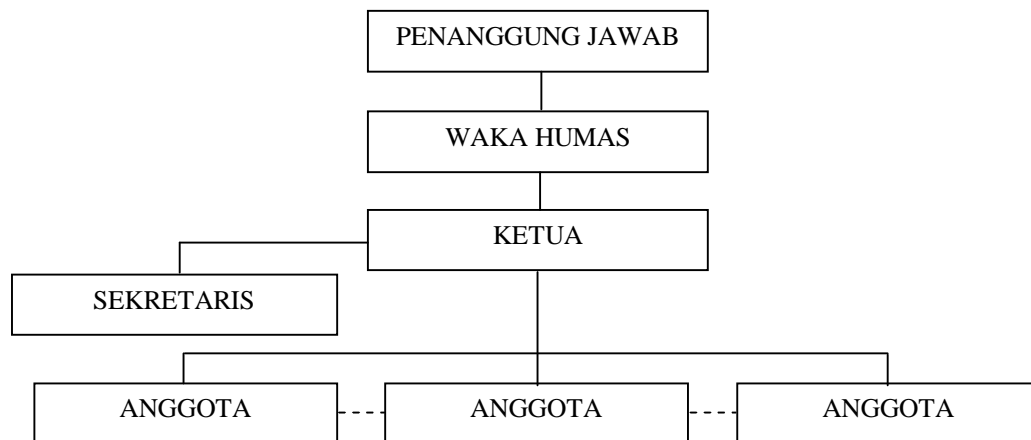 PENANGGUNG JAWAB
WAKA HUMAS
KETUA
SEKRETARIS
ANGGOTA
ANGGOTA
ANGGOTA